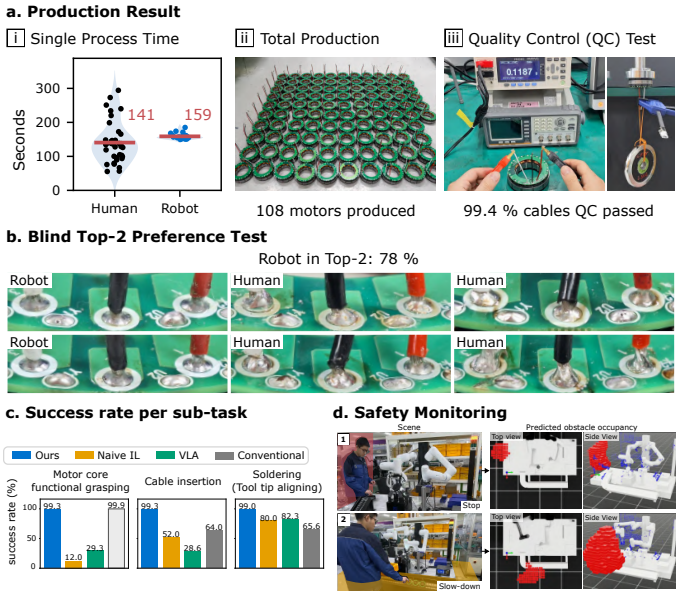 a. Production Result
i Single Process Time
ii Total Production
iii Quality Control (QC) Test
Seconds
300
200
100
0
141
159
Human
Robot
0.1187
108 motors produced
99.4 % cables QC passed
b. Blind Top-2 Preference Test
Robot in Top-2: 78 %
Robot
Human
Human
Robot
Human
Human
c. Success rate per sub-task
Ours
Naive IL
VLA
Conventional
Motor core
functional grasping
Cable insertion
Soldering
(Tool tip aligning)
success rate (%)
100
50
0
99.3
12.0
29.3
99.9
99.3
52.0
28.6
64.0
99.0
80.0
82.3
65.6
d. Safety Monitoring
Scene
Predicted obstacle occupancy
1
Stop
Top view
Side View
2
Slow-down
Top view
Side View